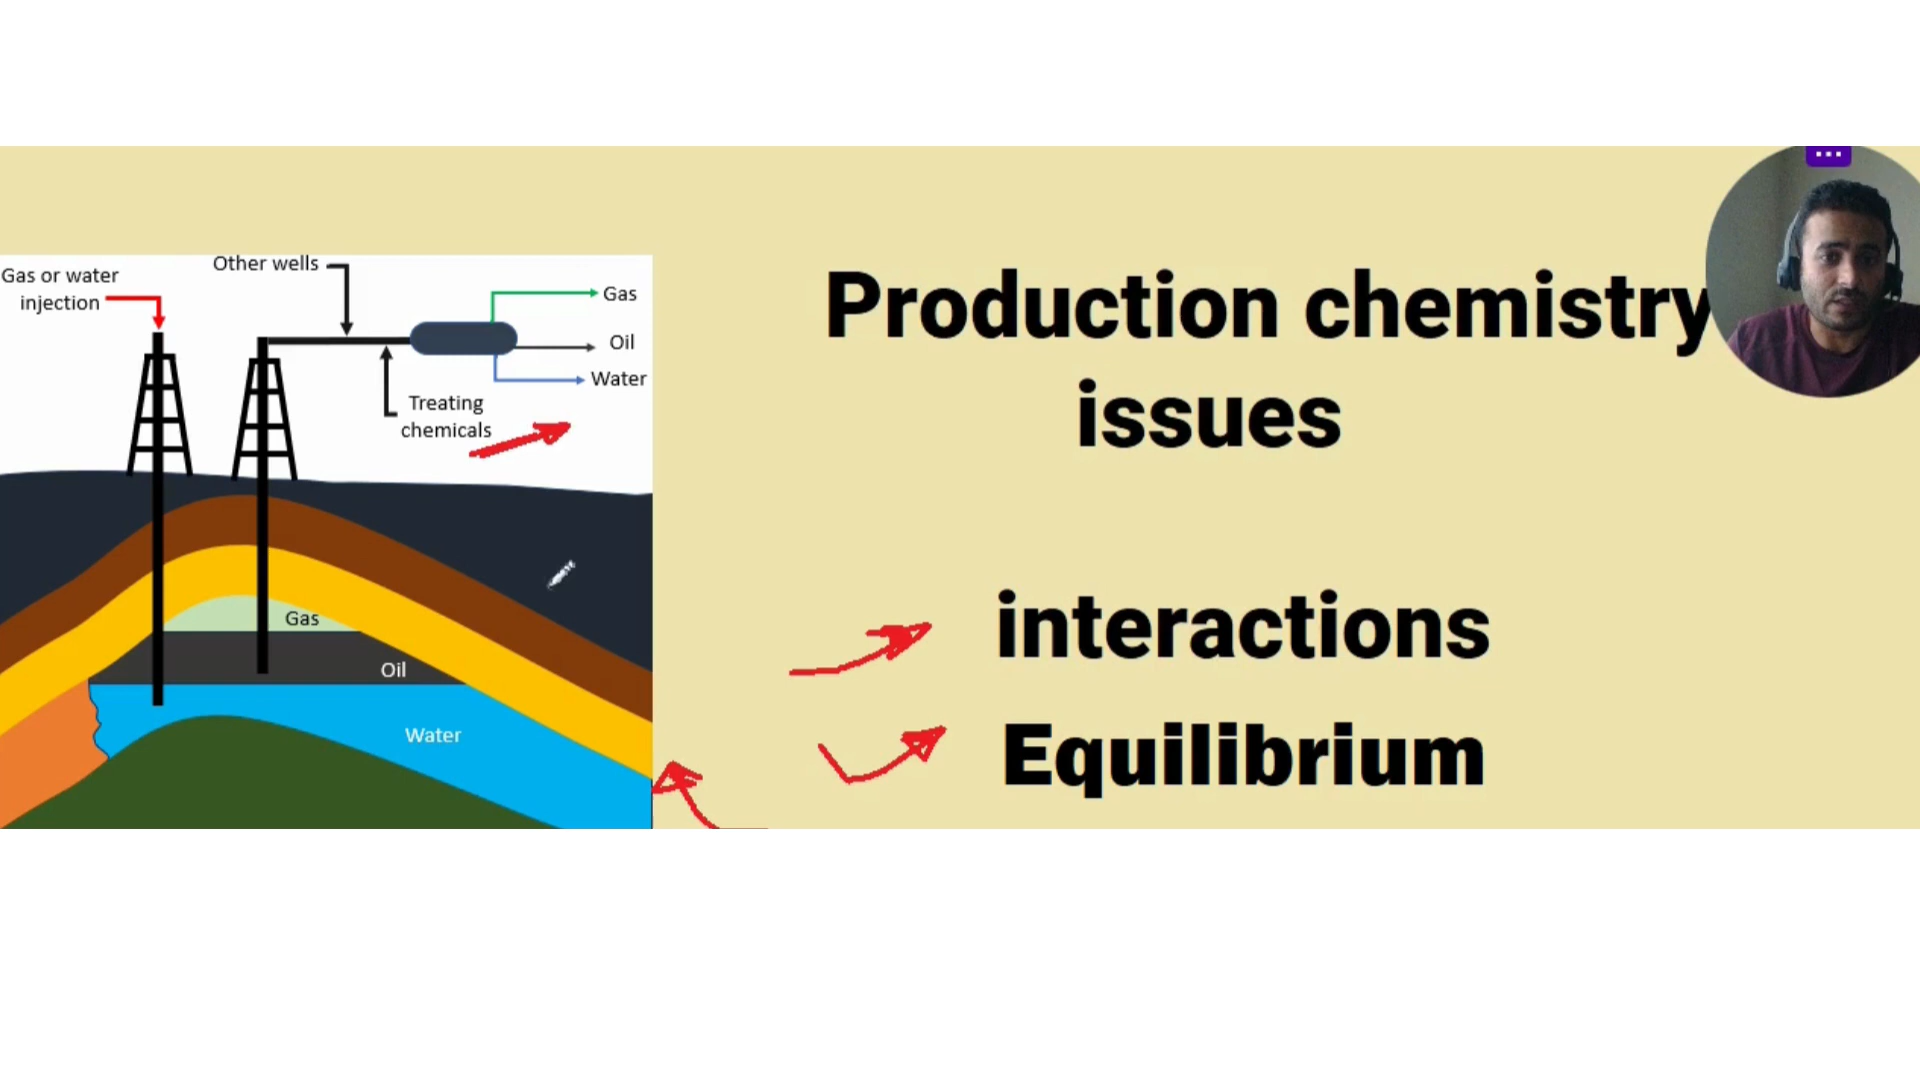 Gas or water
injection
Other wells
Gas
Oil
Water
Treating
chemicals
Gas
Oil
Water
Production chemistry
issues
interactions
Equilibrium